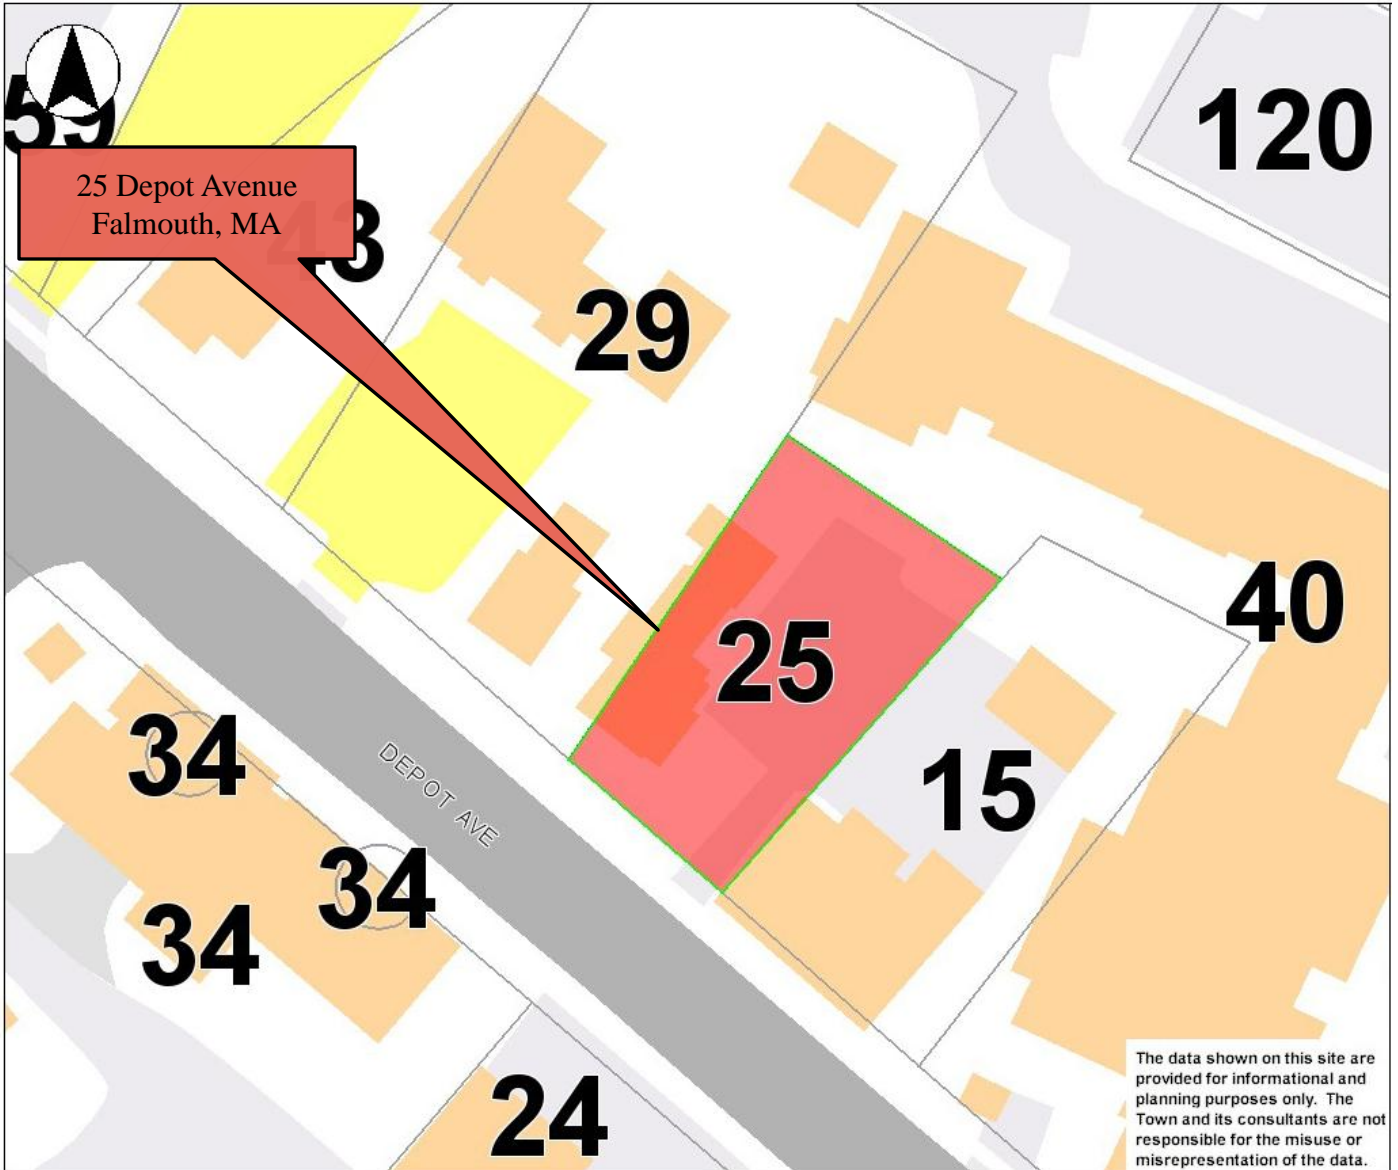 59
120
25 Depot Avenue
Falmouth, MA
43
29
40
25
34
15
DEPOT AVE
34
34
24
The data shown on this site are
provided for informational and
planning purposes only. The
Town and its consultants are not
responsible for the misuse or
misrepresentation of the data.